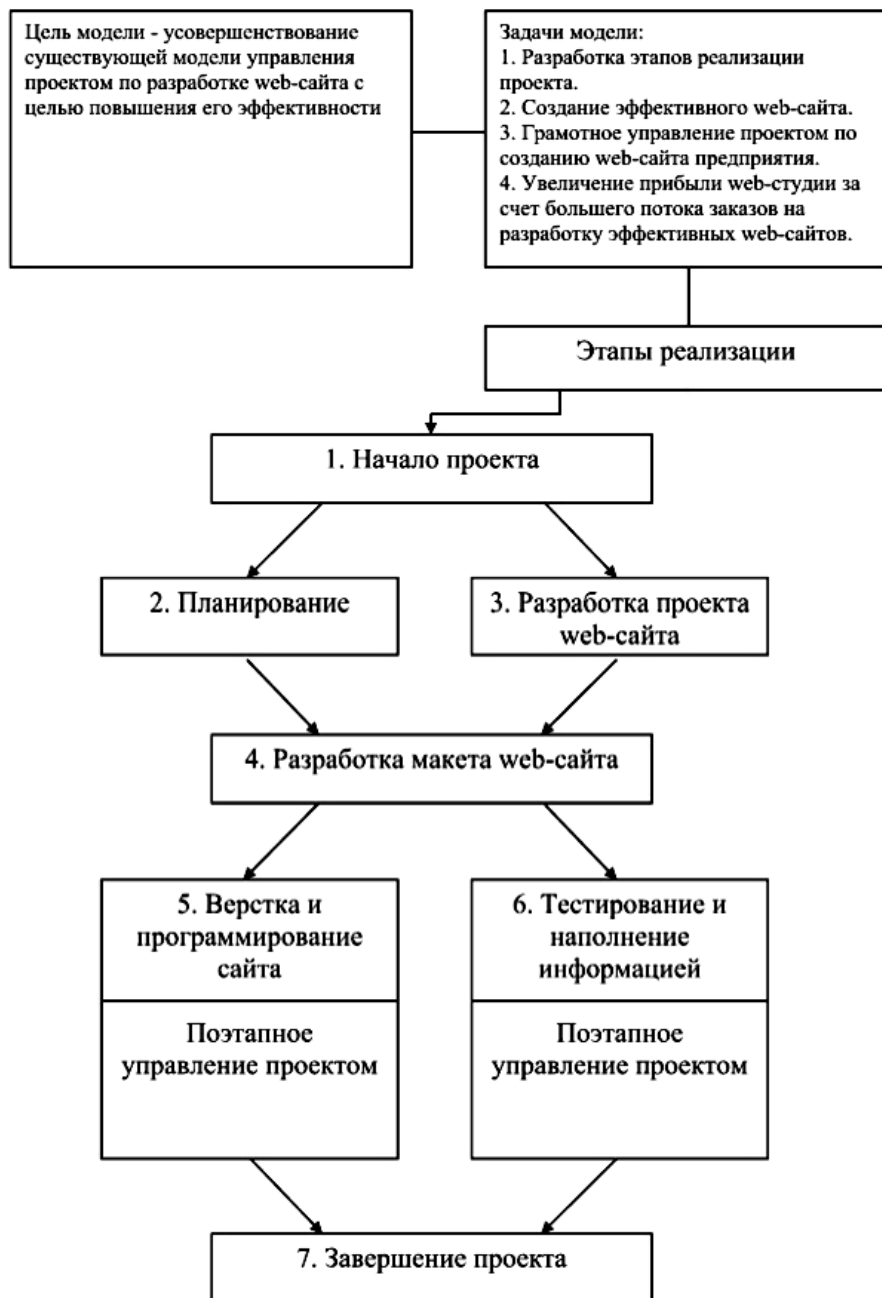 Цель модели - усовершенствование
существующей модели управления
проектом по разработке web-сайта с
целью повышения его эффективности
Задачи модели:
1. Разработка этапов реализации
проекта.
2. Создание эффективного web-сайта.
3. Грамотное управление проектом по
созданию web-сайта предприятия.
4. Увеличение прибыли web-студии за
счет большего потока заказов на
разработку эффективных web-сайтов.
Этапы реализации
1. Начало проекта
2. Планирование
3. Разработка проекта
web-сайта
4. Разработка макета web-сайта
5. Верстка и
программирование
сайта
Поэтапное
управление проектом
6. Тестирование и
наполнение
информацией
Поэтапное
управление проектом
7. Завершение проекта